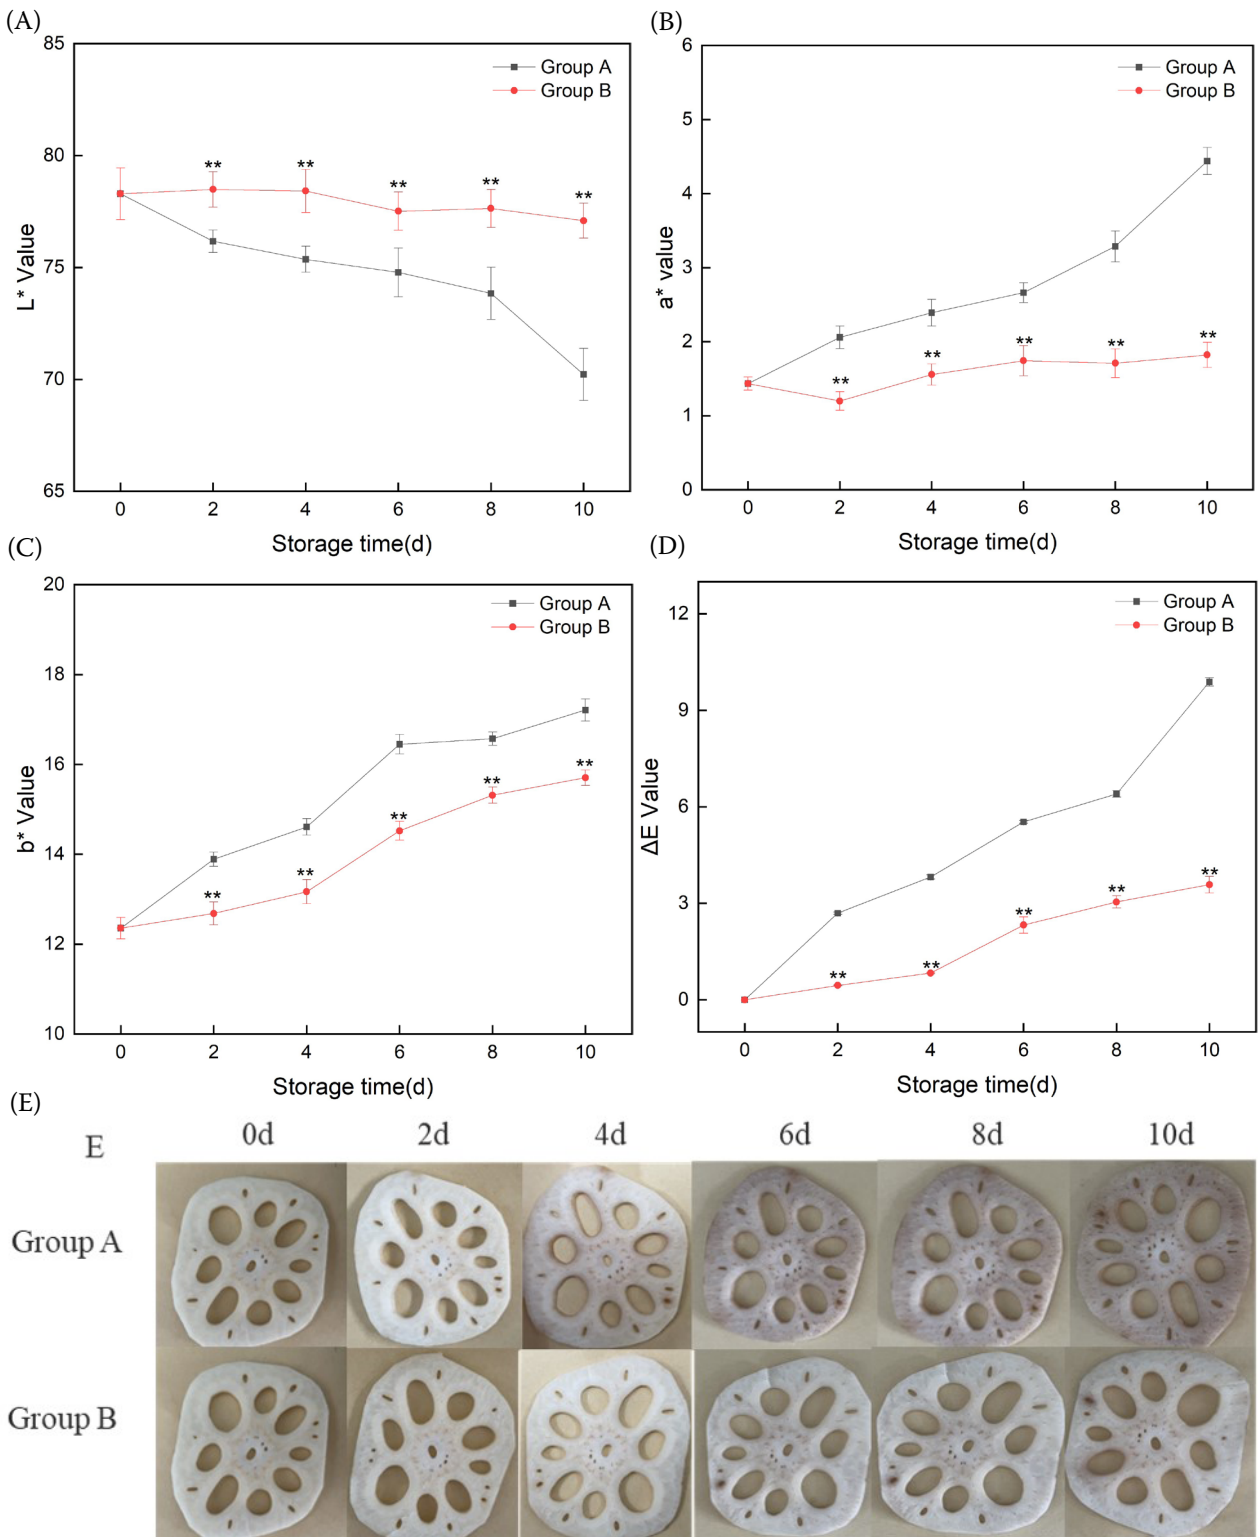 (A)
85
80
75
70
65
L* Value
Group A
Group B
**
**
**
**
**
0 2 4 6 8 10
Storage time(d)
(B)
6
5
4
3
2
1
0
a* value
Group A
Group B
**
**
**
**
**
0 2 4 6 8 10
Storage time(d)
(C)
20
18
16
14
12
10
b* Value
Group A
Group B
**
**
**
**
**
0 2 4 6 8 10
Storage time(d)
(D)
12
9
6
3
0
ΔE Value
Group A
Group B
**
**
**
**
**
0 2 4 6 8 10
Storage time(d)
(E)
E
0d 2d 4d 6d 8d 10d
Group A
Group B